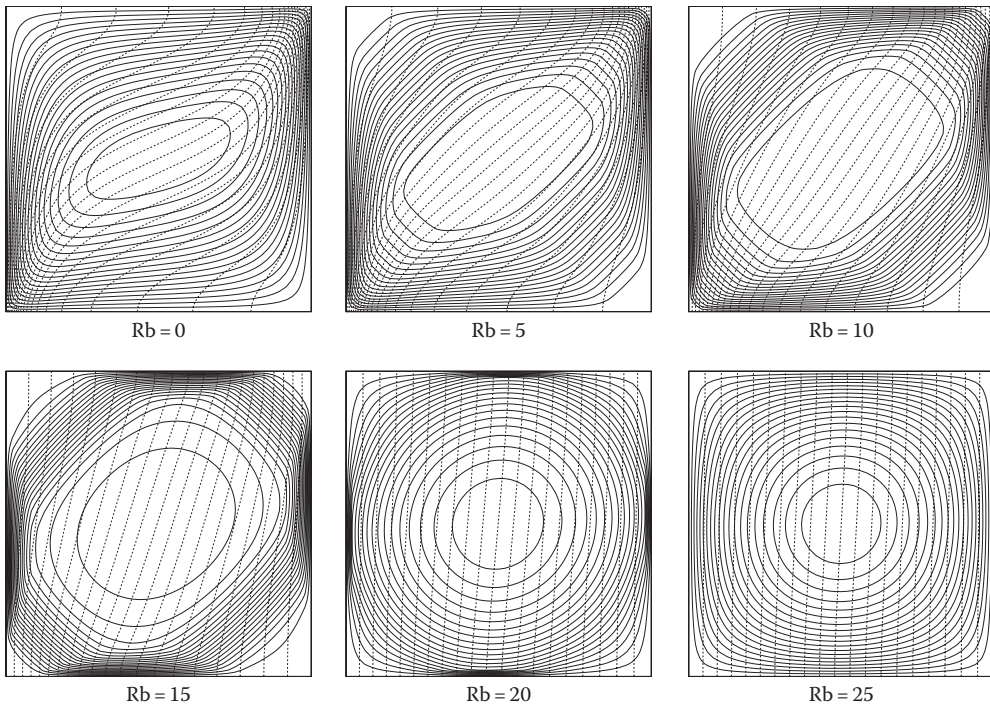 Rb = 0
Rb = 5
Rb = 10
Rb = 15
Rb = 20
Rb = 25